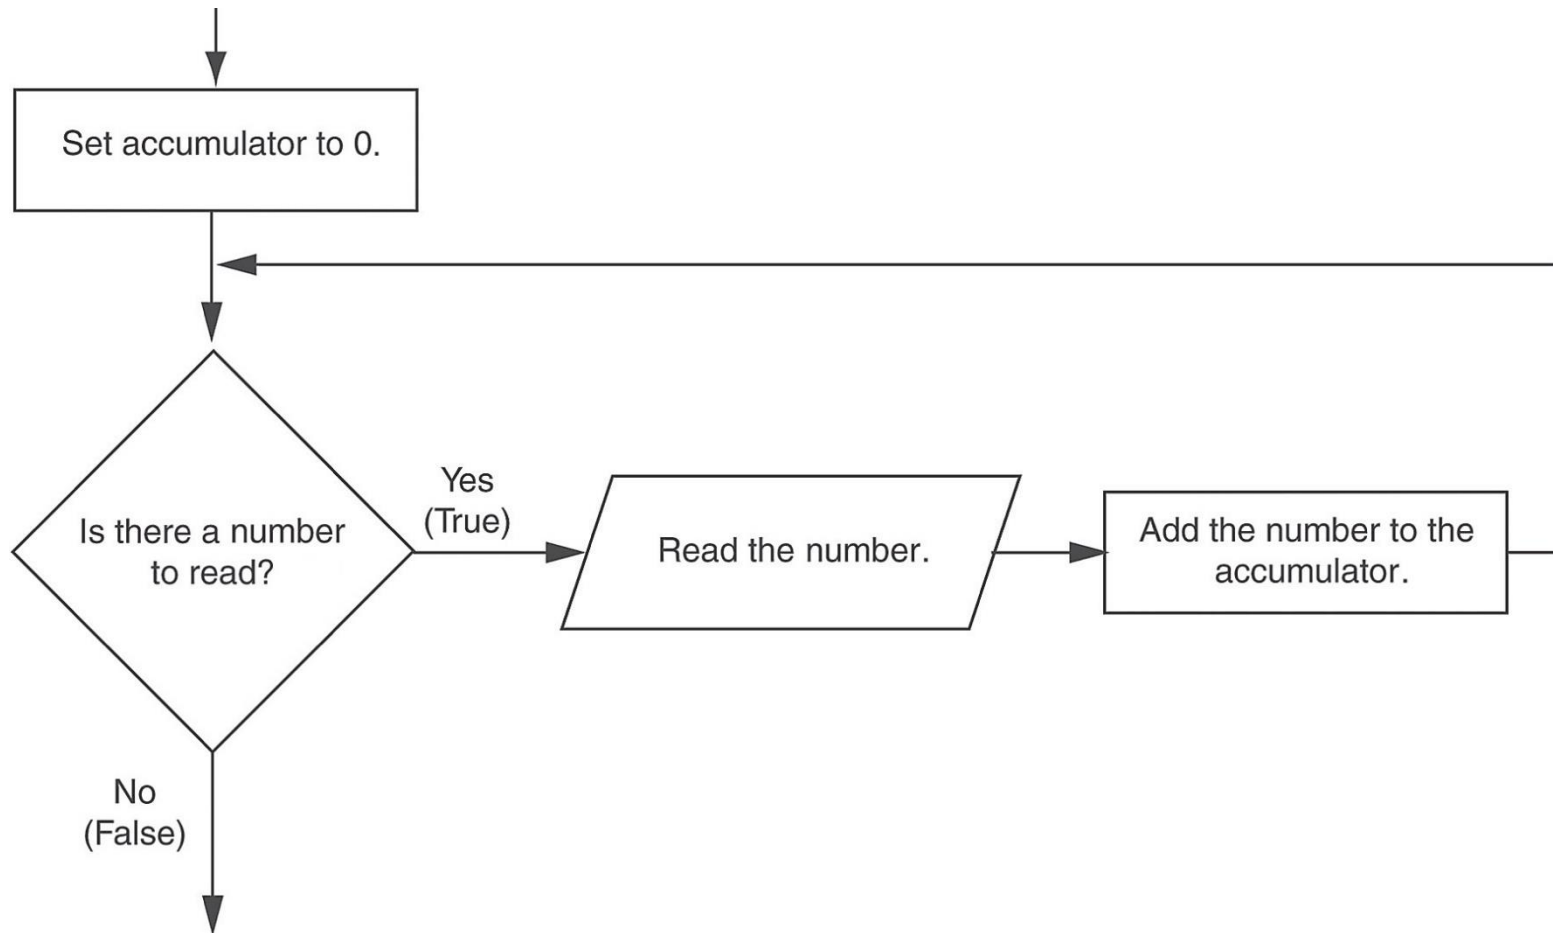 Set accumulator to 0.
Is there a number
to read?
Yes
(True)
Read the number.
Add the number to the
accumulator.
No
(False)